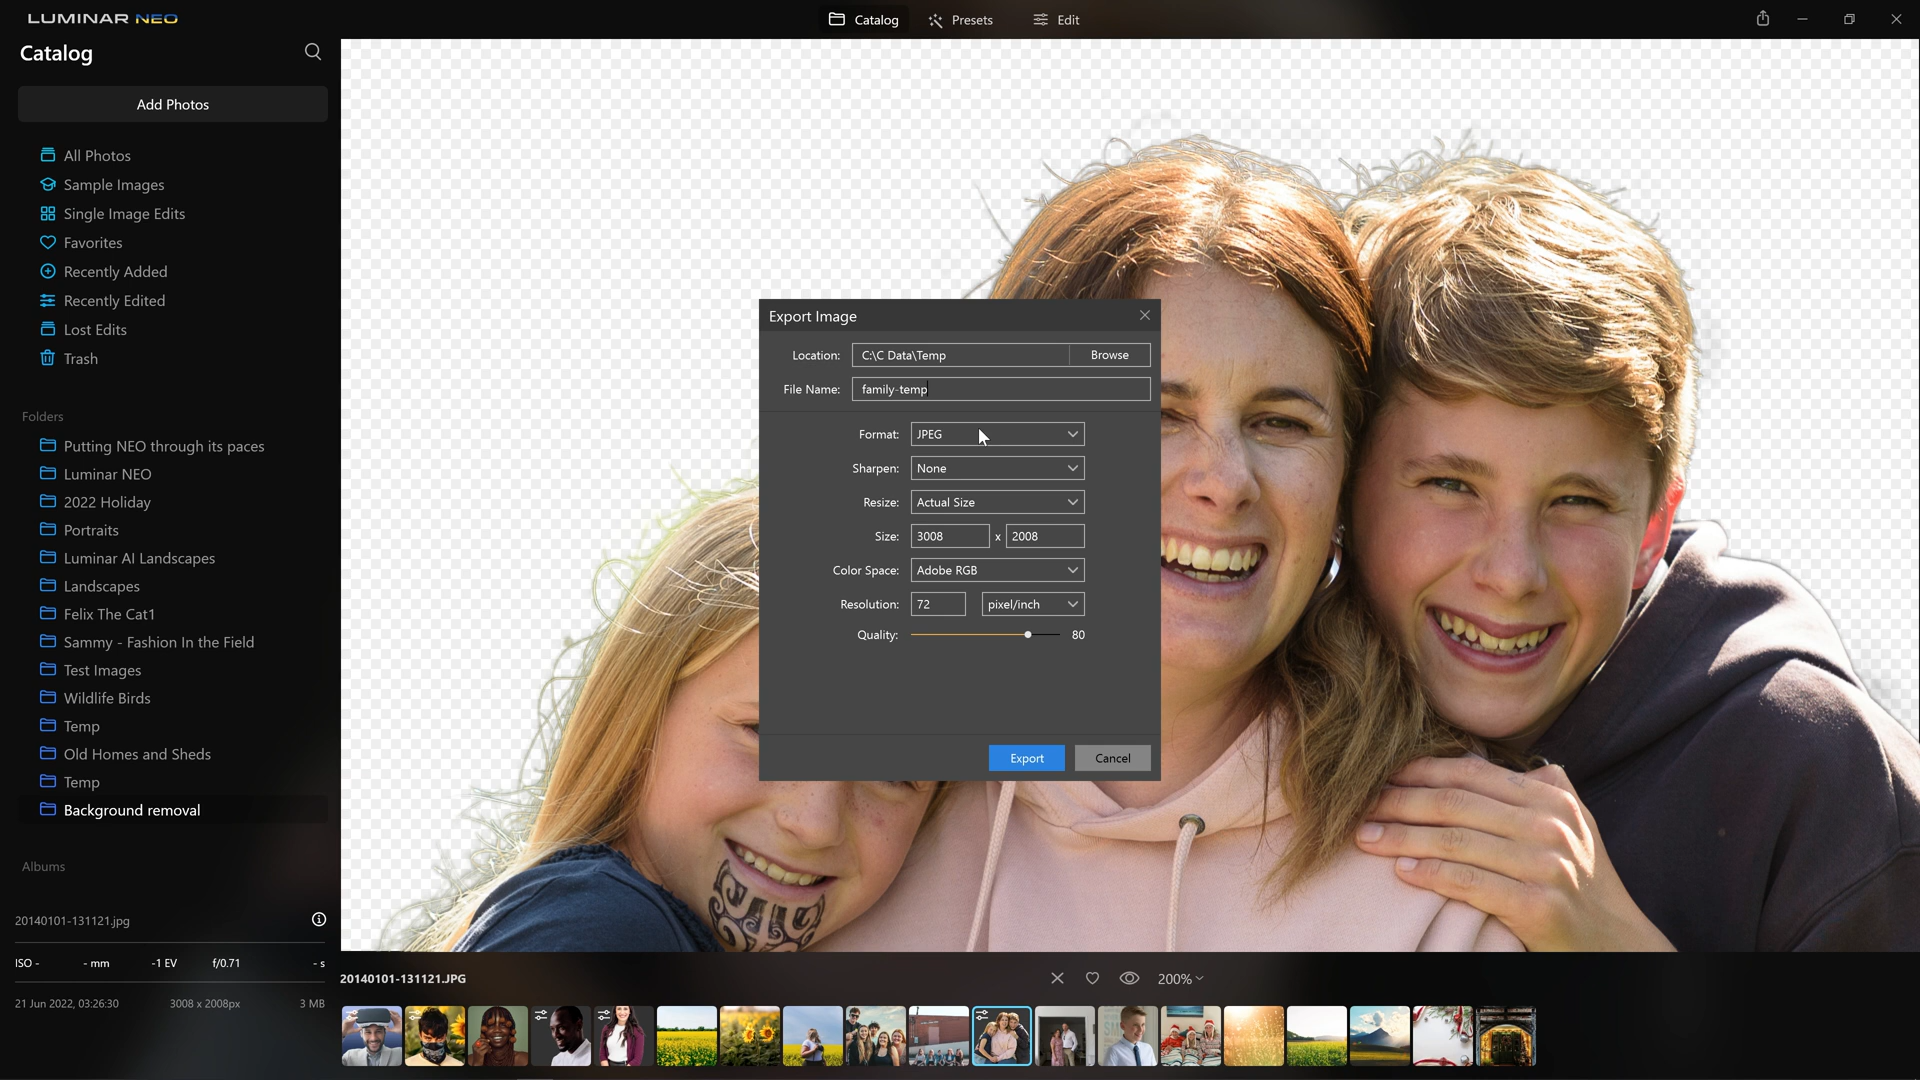 LUMINAR NEO
Catalog
Presets
Edit
Catalog
Add Photos
All Photos
Sample Images
Single Image Edits
Favorites
Recently Added
Recently Edited
Lost Edits
Trash
Folders
Putting NEO through its paces
Luminar NEO
2022 Holiday
Portraits
Luminar AI Landscapes
Landscapes
Felix The Cat1
Sammy - Fashion In the Field
Test Images
Wildlife Birds
Temp
Old Homes and Sheds
Temp
Background removal
Albums
20140101-131121.jpg
ISO - - mm -1 EV f/0.71 - s
21 Jun 2022, 03:26:30 3008 x 2008px 3 MB
Export Image
Location: C:\C Data\Temp Browse
File Name: family-temp
Format: JPEG
Sharpen: None
Resize: Actual Size
Size: 3008 x 2008
Color Space: Adobe RGB
Resolution: 72 pixel/inch
Quality: 80
Export Cancel
20140101-131121.JPG 200%